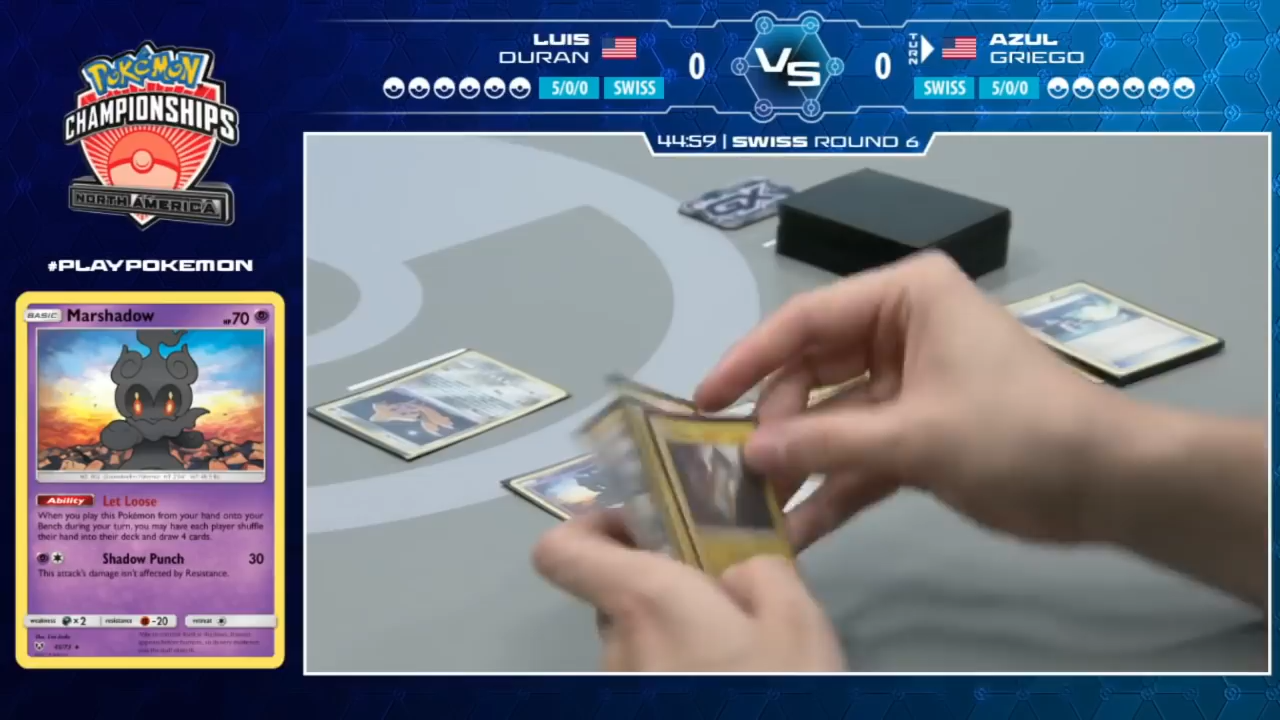 POKÉMON
CHAMPIONSHIPS
NORTH AMERICA
#PLAYPOKEMON
LUIS
DURAN
0
VS
0
TURN
AZUL
GRIEGO
5/0/0
SWISS
SWISS
5/0/0
44:59 | SWISS ROUND 6
GX
BASIC Marshadow HP70
Ability Let Loose
When you play this Pokémon from your hand onto your
Bench during your turn, you may have each player shuffle
their hand into their deck and draw 4 cards.
Shadow Punch 30
This attack's damage isn't affected by Resistance.
weakness ×2 resistance -20 retreat